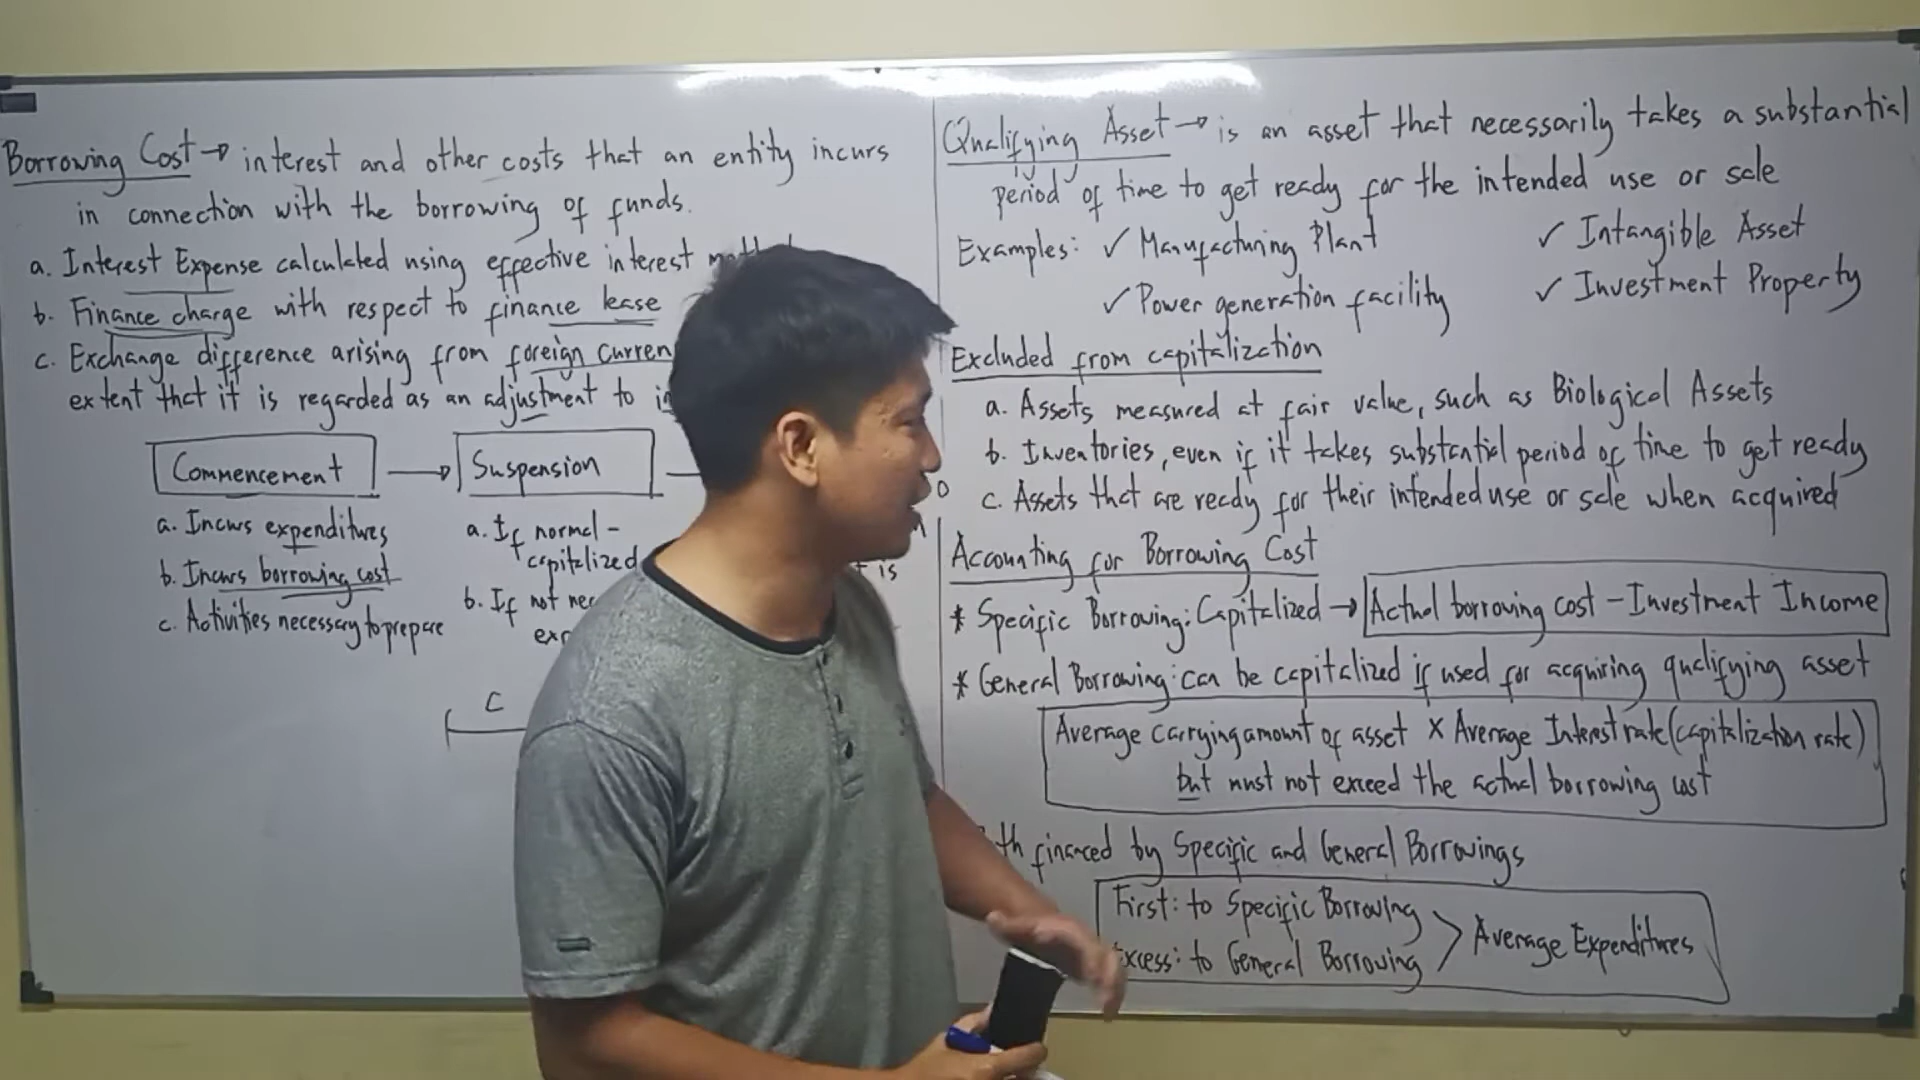 Borrowing Cost → interest and other costs that an entity incurs
in connection with the borrowing of funds.
a. Interest Expense calculated using effective interest
b. Finance charge with respect to finance lease
c. Exchange difference arising from foreign curren
extent that it is regarded as an adjustment to
Commencement → Suspension
a. Incurs expenditures
b. Incurs borrowing cost
c. Activities necessary to prepare
a. If normal -
capitalized
b. If not nec
is
C
Qualifying Asset → is an asset that necessarily takes a substantial
period of time to get ready for the intended use or sale
Examples: ✓ Manufacturing Plant ✓ Intangible Asset
✓ Power generation facility ✓ Investment Property
Excluded from capitalization
a. Assets measured at fair value, such as Biological Assets
b. Inventories, even if it takes substantial period of time to get ready
c. Assets that are ready for their intended use or sale when acquired
Accounting for Borrowing Cost
* Specific Borrowing: Capitalized → Actual borrowing cost - Investment Income
* General Borrowing: can be capitalized if used for acquiring qualifying asset
Average carrying amount of asset x Average Interest rate (capitalization rate)
but must not exceed the actual borrowing cost
th financed by Specific and General Borrowings
First: to Specific Borrowing
xcess: to General Borrowing > Average Expenditures